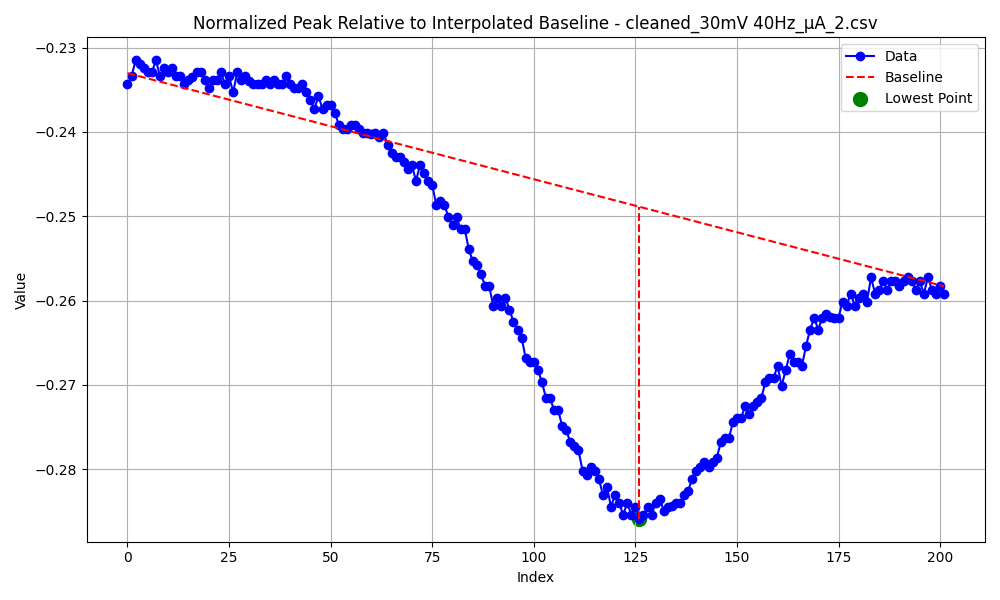 Normalized Peak Relative to Interpolated Baseline - cleaned_30mV 40Hz_μA_2.csv
Data
Baseline
Lowest Point
−0.23
−0.24
−0.25
−0.26
−0.27
−0.28
Value
0
25
50
75
100
125
150
175
200
Index